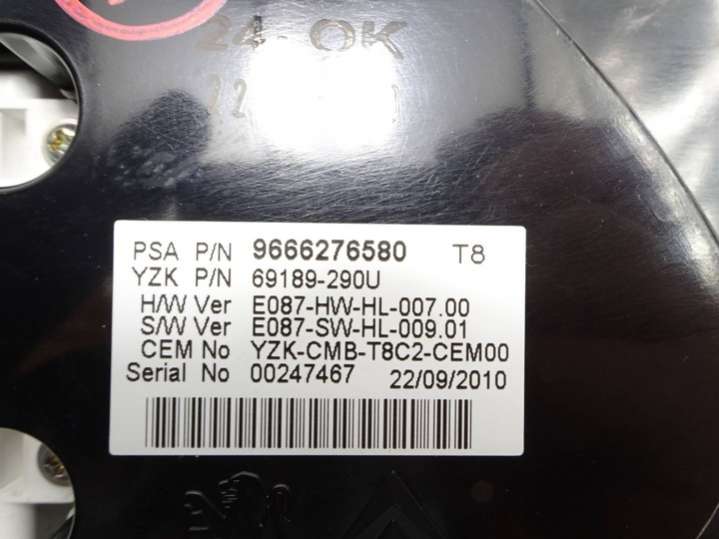 24-OK
PSA P/N 9666276580 T8
YZK P/N 69189-290U
H/W Ver E087-HW-HL-007.00
S/W Ver E087-SW-HL-009.01
CEM No YZK-CMB-T8C2-CEM00
Serial No 00247467 22/09/2010